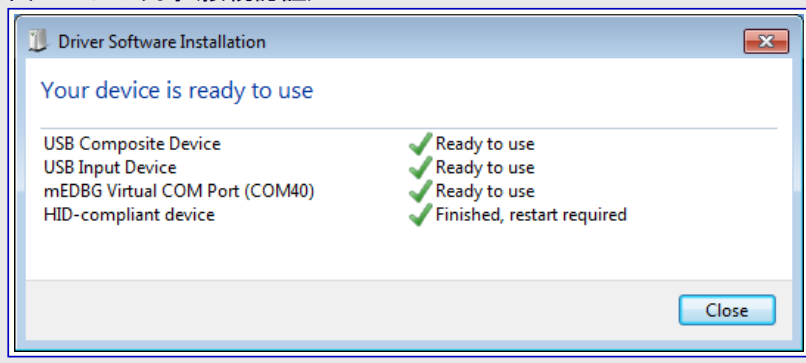 Driver Software Installation
Your device is ready to use
USB Composite Device Ready to use
USB Input Device Ready to use
mEDBG Virtual COM Port (COM40) Ready to use
HID-compliant device Finished, restart required
Close